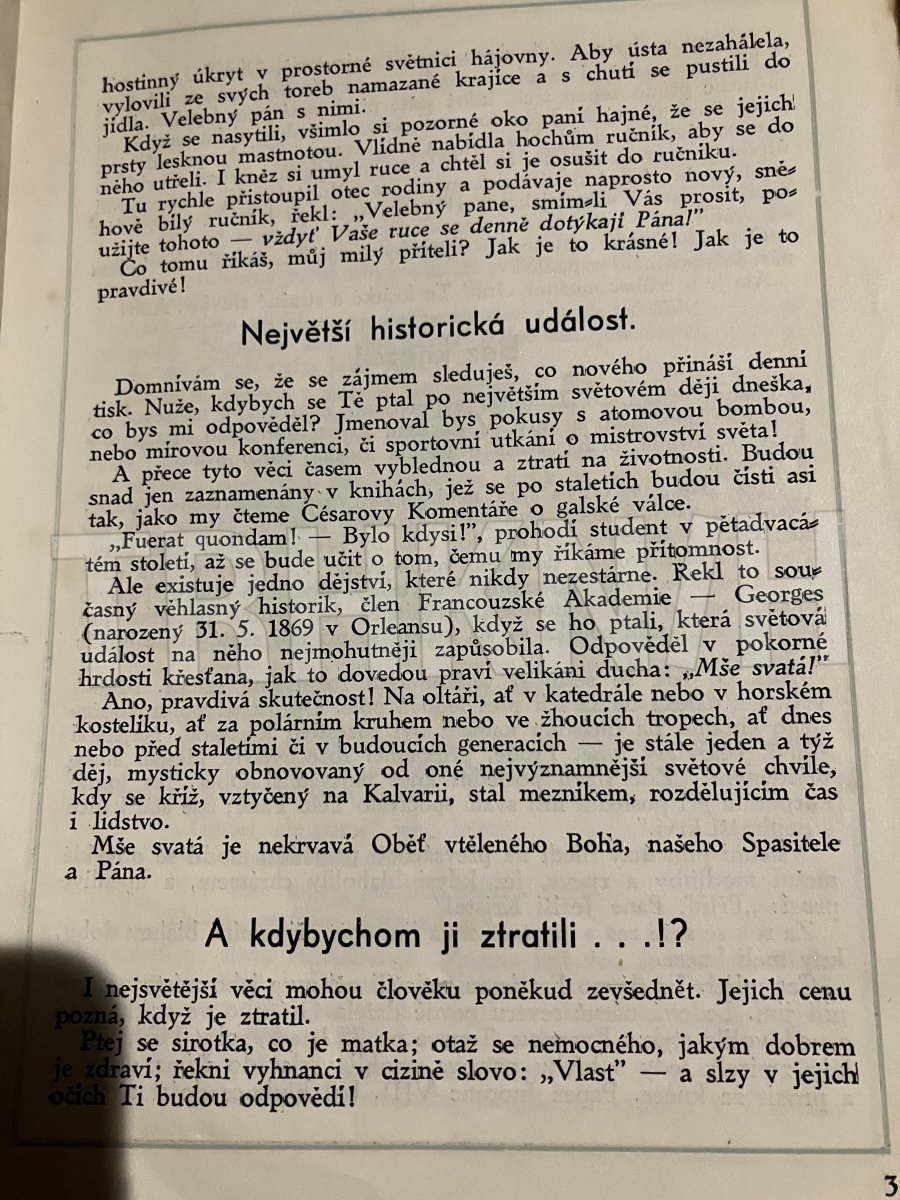 hostinný úkryt v prostorné světnici hájovny. Aby ústa nezahálela,
vylovili ze svých toreb namazané krajíce a s chutí se pustili do
jídla. Velebný pán s nimi.
Když se nasytili, všimlo si pozorné oko paní hajné, že se jejich
prsty lesknou mastnotou. Vlídně nabídla hochům ručník, aby se do
něho utřeli. I kněz si umyl ruce a chtěl si je osušit do ručníku.
Tu rychle přistoupil otec rodiny a podávaje naprosto nový, sně-
hově bílý ručník, řekl: „Velebný pane, smím-li Vás prosit, po-
užijte tohoto — vždyť Vaše ruce se denně dotýkají Pána!"
Co tomu říkáš, můj milý příteli? Jak je to krásné! Jak je to
pravdivé!
Největší historická událost.
Domnívám se, že se zájmem sleduješ, co nového přináší denní
tisk. Nuže, kdybych se Tě ptal po největším světovém ději dneška,
co bys mi odpověděl? Jmenoval bys pokusy s atomovou bombou,
nebo mírovou konferenci, či sportovní utkání o mistrovství světa!
A přece tyto věci časem vyblednou a ztratí na životnosti. Budou
snad jen zaznamenány v knihách, jež se po staletích budou čísti asi
tak, jako my čteme Césarovy Komentáře o galské válce.
„Fuerat quondam! — Bylo kdysi!", prohodí student v pětadvacá-
tém století, až se bude učit o tom, čemu my říkáme přítomnost.
Ale existuje jedno dějství, které nikdy nezestárne. Řekl to sou-
časný věhlasný historik, člen Francouzské Akademie — Georges
(narozený 31. 5. 1869 v Orleansu), když se ho ptali, která světová
událost na něho nejmohutněji zapůsobila. Odpověděl v pokorné
hrdosti křesťana, jak to dovedou praví velikáni ducha: „Mše svatá!"
Ano, pravdivá skutečnost! Na oltáři, ať v katedrále nebo v horském
kostelíku, ať za polárním kruhem nebo ve žhoucích tropech, ať dnes
nebo před staletími či v budoucích generacích — je stále jeden a týž
děj, mysticky obnovovaný od oné nejvýznamnější světové chvíle,
kdy se kříž, vztyčený na Kalvarii, stal mezníkem, rozdělujícím čas
i lidstvo.
Mše svatá je nekrvavá Oběť vtěleného Boha, našeho Spasitele
a Pána.
A kdybychom ji ztratili . . .!?
I nejsvětější věci mohou člověku poněkud zevšednět. Jejich cenu
pozná, když je ztratil.
Ptej se sirotka, co je matka; otaž se nemocného, jakým dobrem
je zdraví; řekni vyhnanci v cizině slovo: „Vlast" — a slzy v jejich
očích Ti budou odpovědí!
3